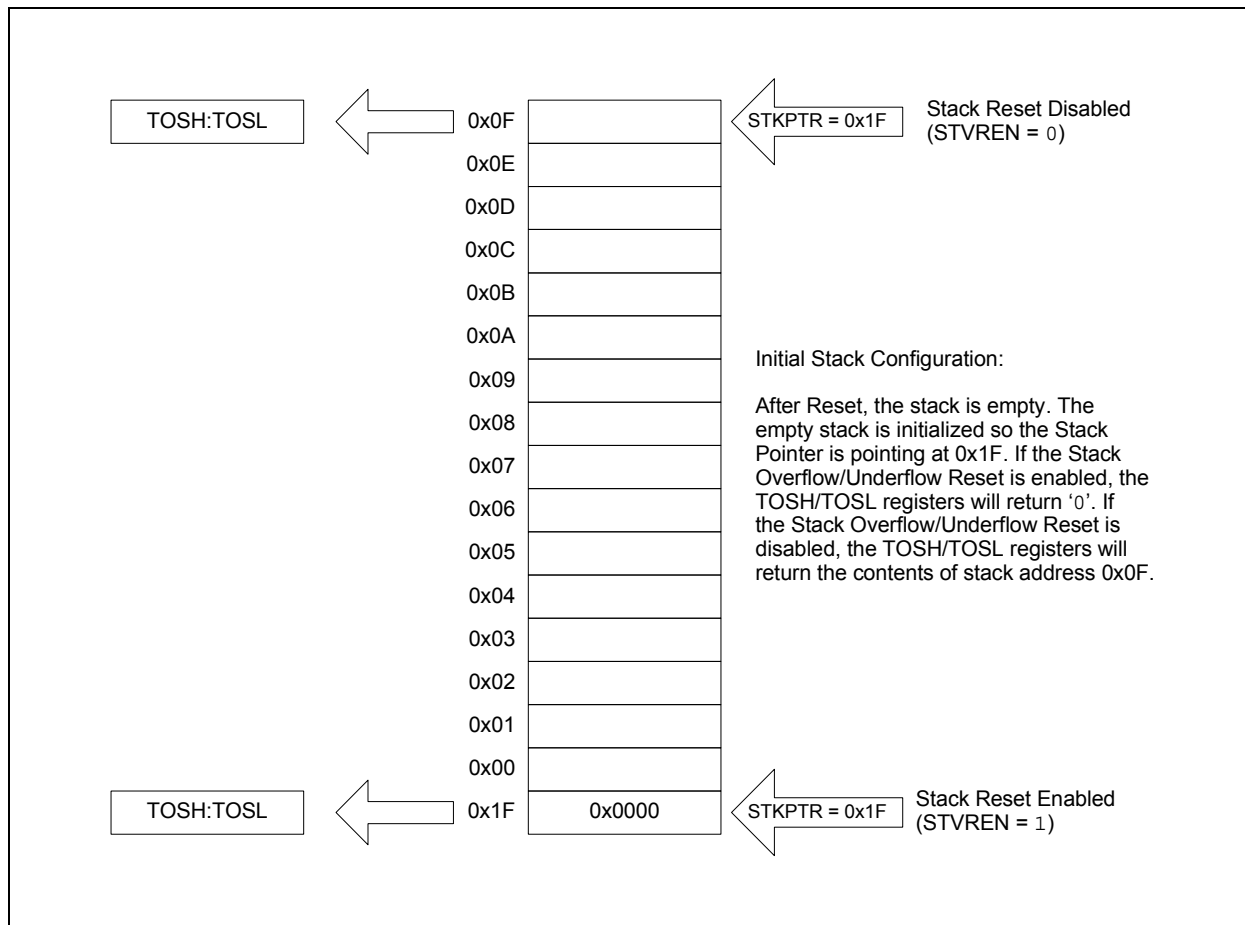 TOSH:TOSL
0x0F
STKPTR = 0x1F
Stack Reset Disabled
(STVREN = 0)
0x0E
0x0D
0x0C
0x0B
0x0A
0x09
0x08
0x07
0x06
0x05
0x04
0x03
0x02
0x01
0x00
Initial Stack Configuration:
After Reset, the stack is empty. The
empty stack is initialized so the Stack
Pointer is pointing at 0x1F. If the Stack
Overflow/Underflow Reset is enabled, the
TOSH/TOSL registers will return ‘0’. If
the Stack Overflow/Underflow Reset is
disabled, the TOSH/TOSL registers will
return the contents of stack address 0x0F.
TOSH:TOSL
0x1F
0x0000
STKPTR = 0x1F
Stack Reset Enabled
(STVREN = 1)